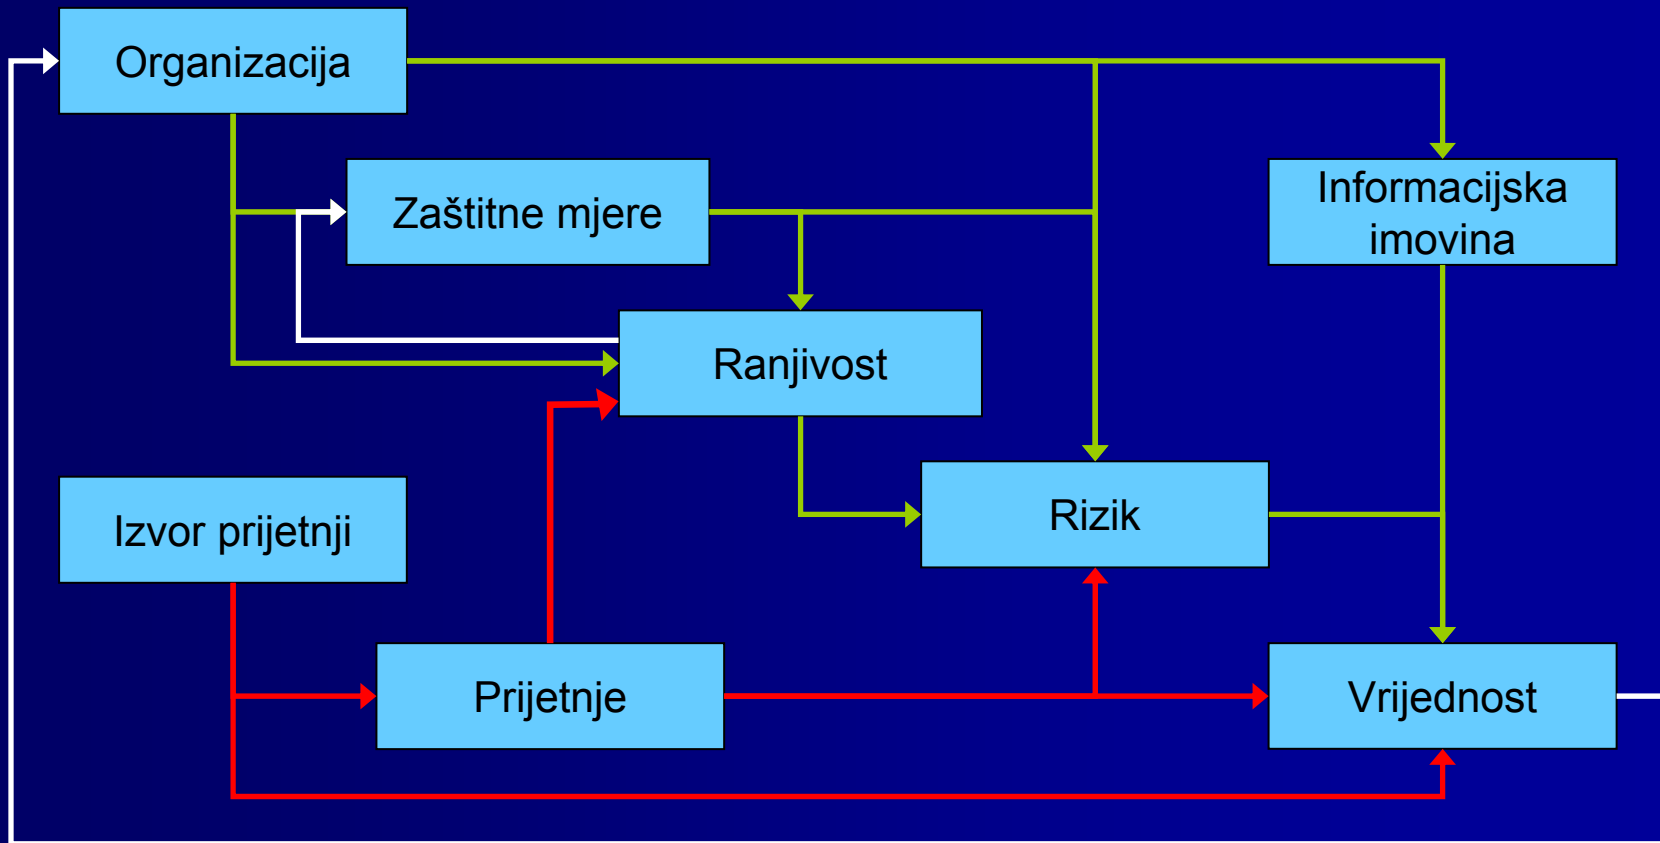 Organizacija
Zaštitne mjere
Informacijska
imovina
Ranjivost
Rizik
Izvor prijetnji
Prijetnje
Vrijednost